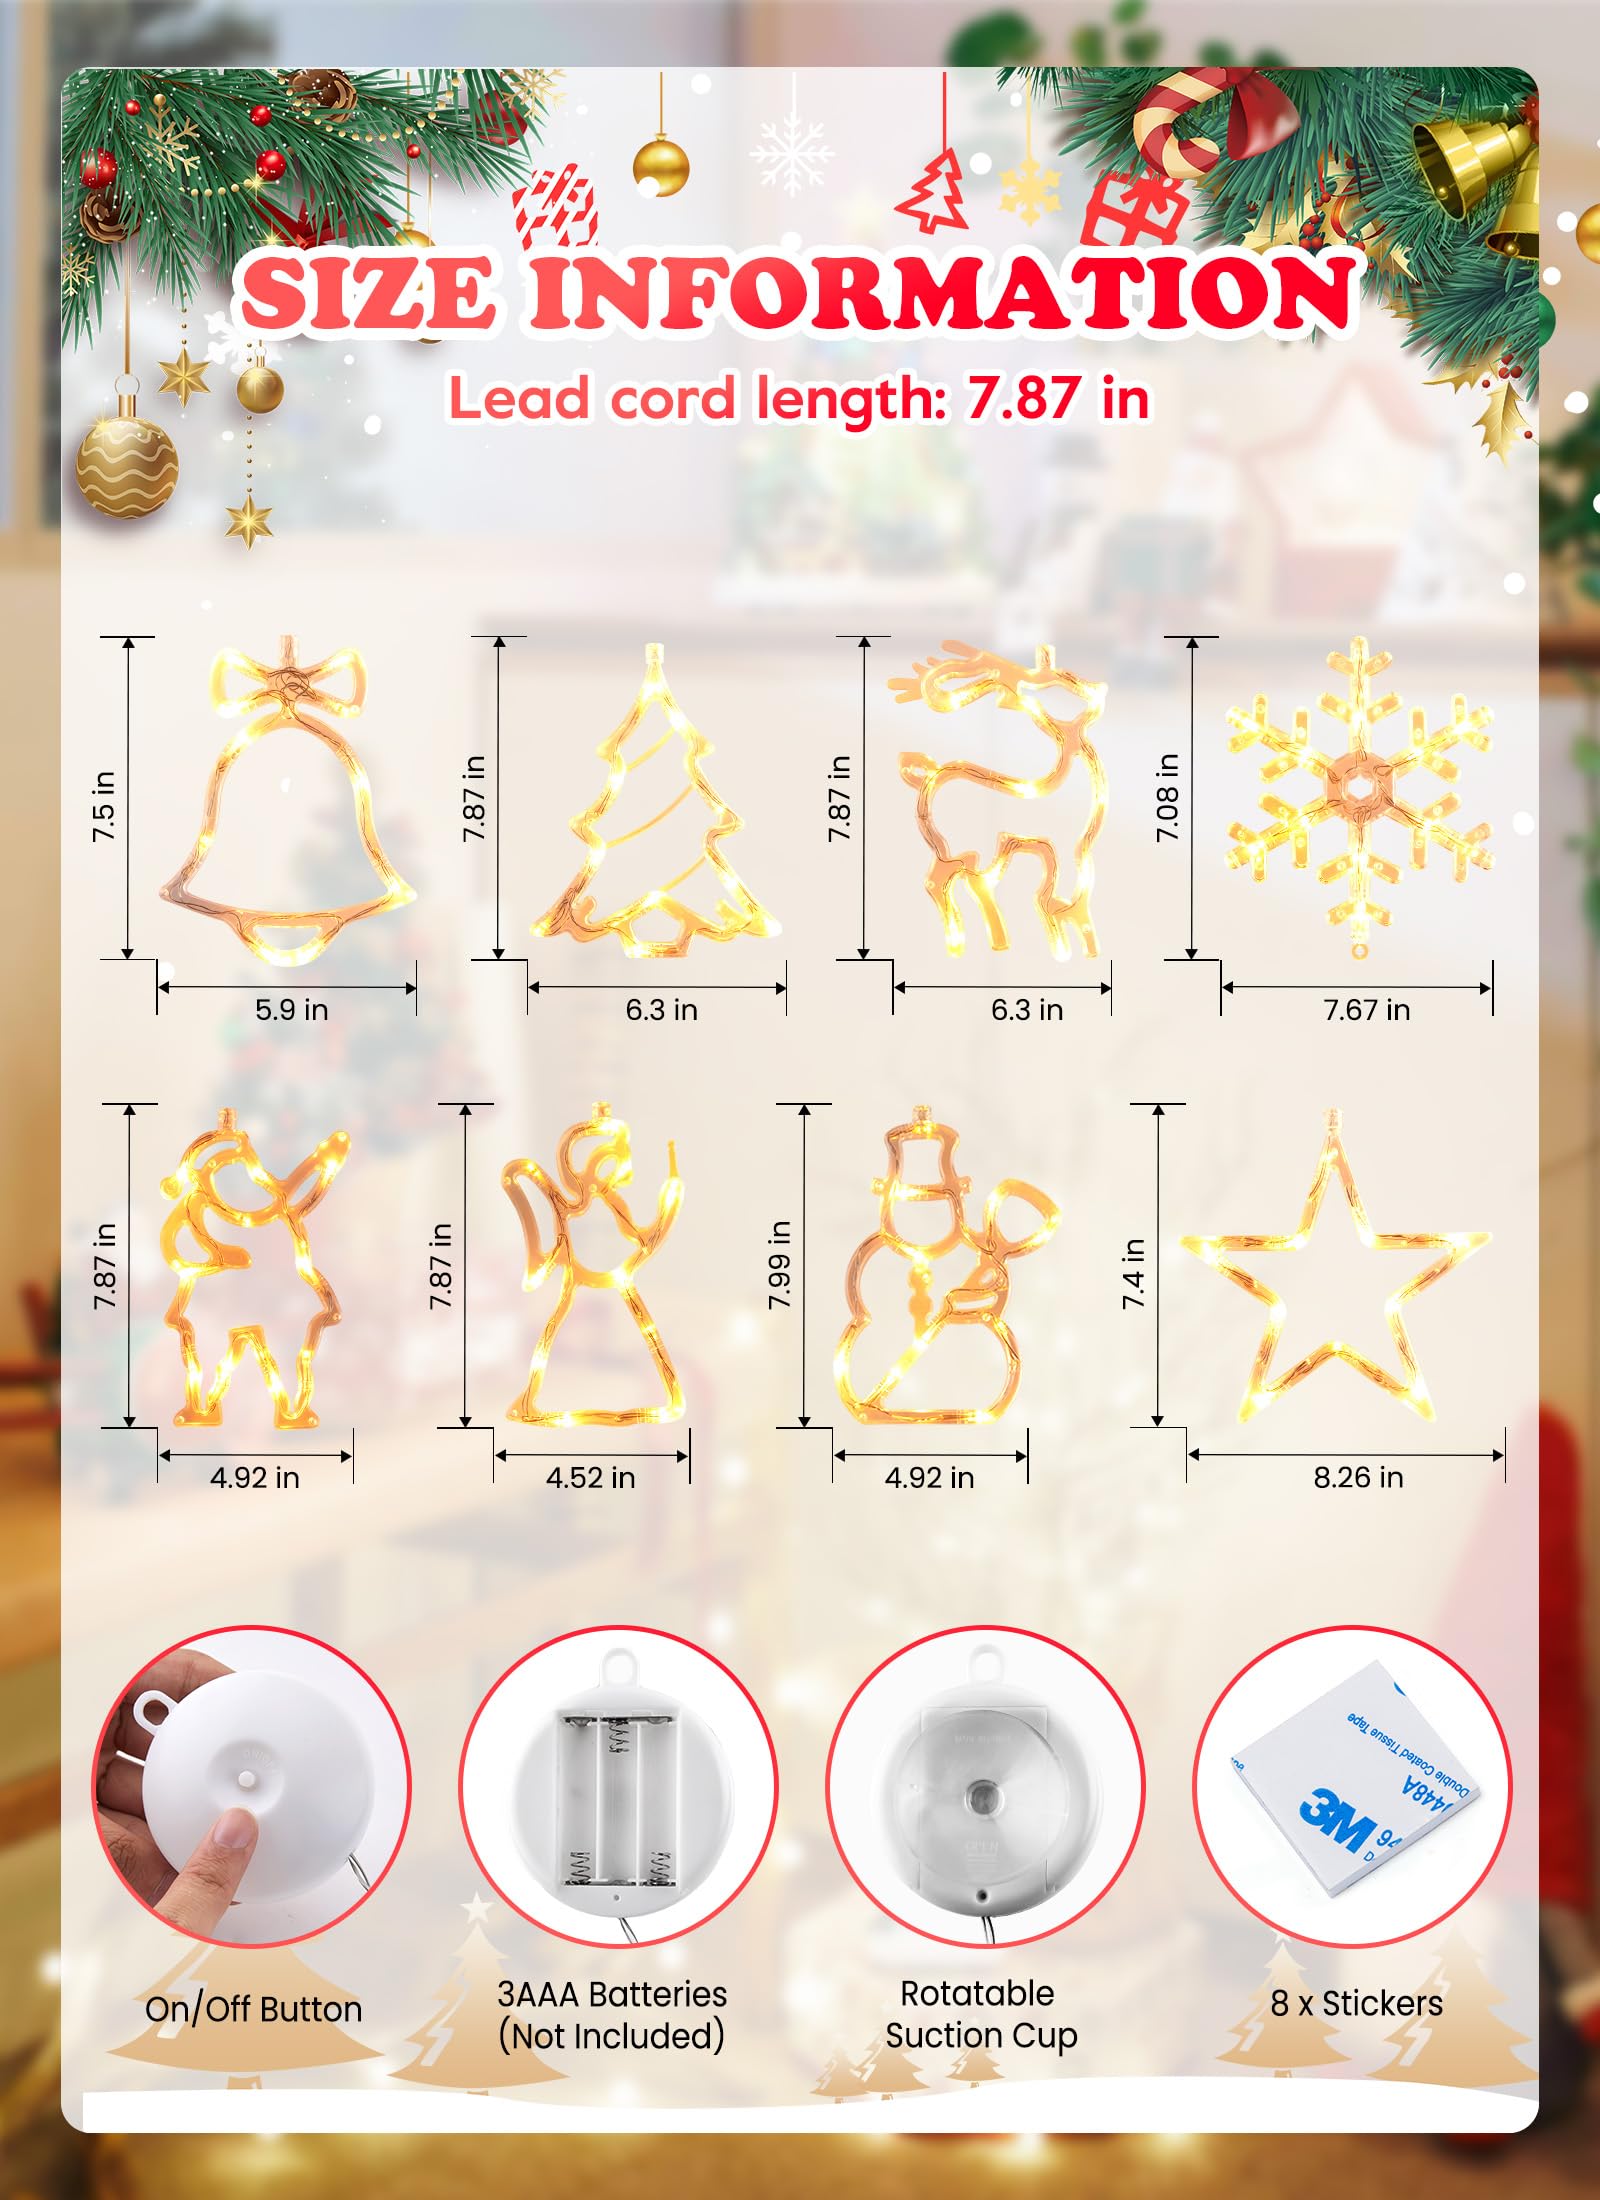 SIZE INFORMATION
Lead cord length: 7.87 in
7.5 in
7.87 in
7.87 in
7.08 in
5.9 in
6.3 in
6.3 in
7.67 in
7.87 in
7.87 in
7.99 in
7.4 in
4.92 in
4.52 in
4.92 in
8.26 in
OPEN
Double Coated Tissue Tape
3M
On/Off Button
3AAA Batteries
(Not Included)
Rotatable
Suction Cup
8 x Stickers